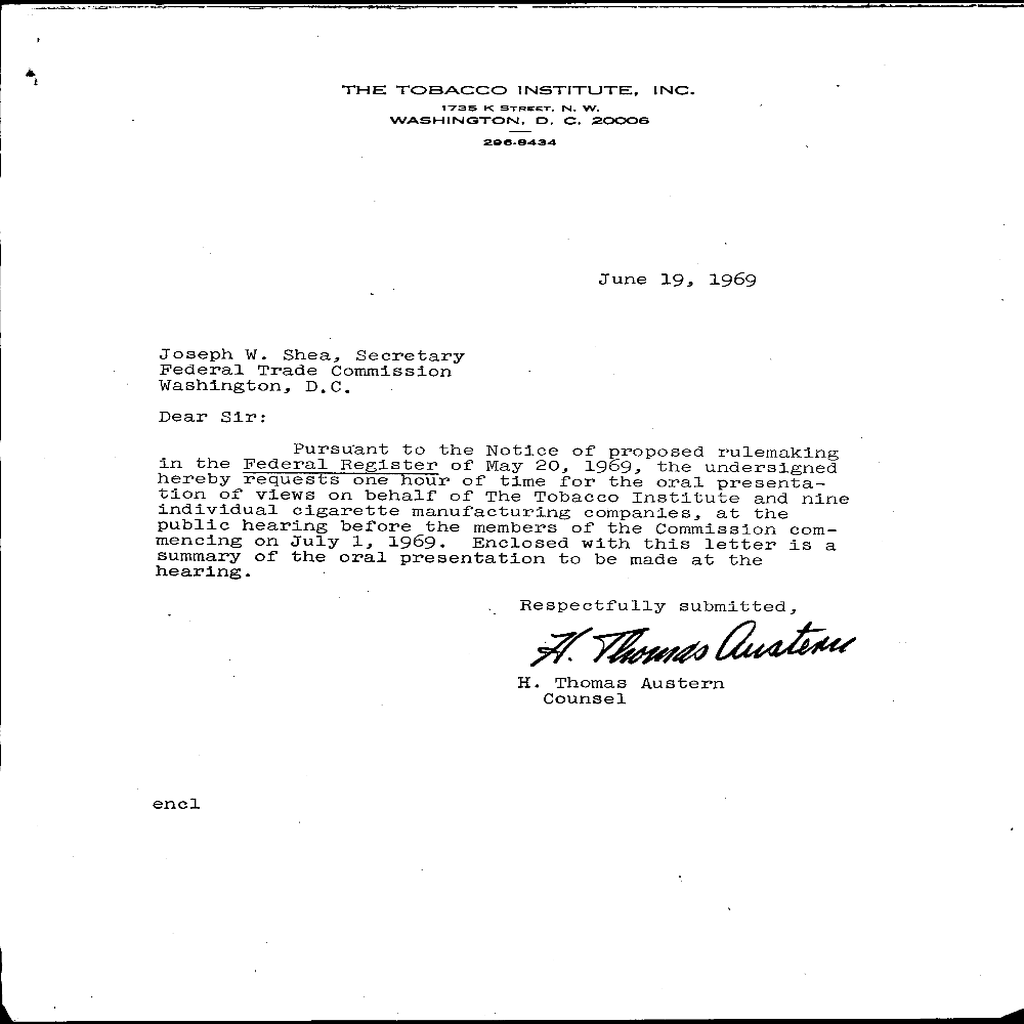 THE TOBACCO INSTITUTE, INC.
1735 K STREET, N. W.
WASHINGTON, D. C. 20006
296-8434
June 19, 1969
Joseph W. Shea, Secretary
Federal Trade Commission
Washington, D.C.
Dear Sir:
Pursuant to the Notice of proposed rulemaking
in the Federal Register of May 20, 1969, the undersigned
hereby requests one hour of time for the oral presenta-
tion of views on behalf of The Tobacco Institute and nine
individual cigarette manufacturing companies, at the
public hearing before the members of the Commission com-
mencing on July 1, 1969. Enclosed with this letter is a
summary of the oral presentation to be made at the
hearing.
Respectfully submitted,
H. Thomas Austern
H. Thomas Austern
Counsel
encl